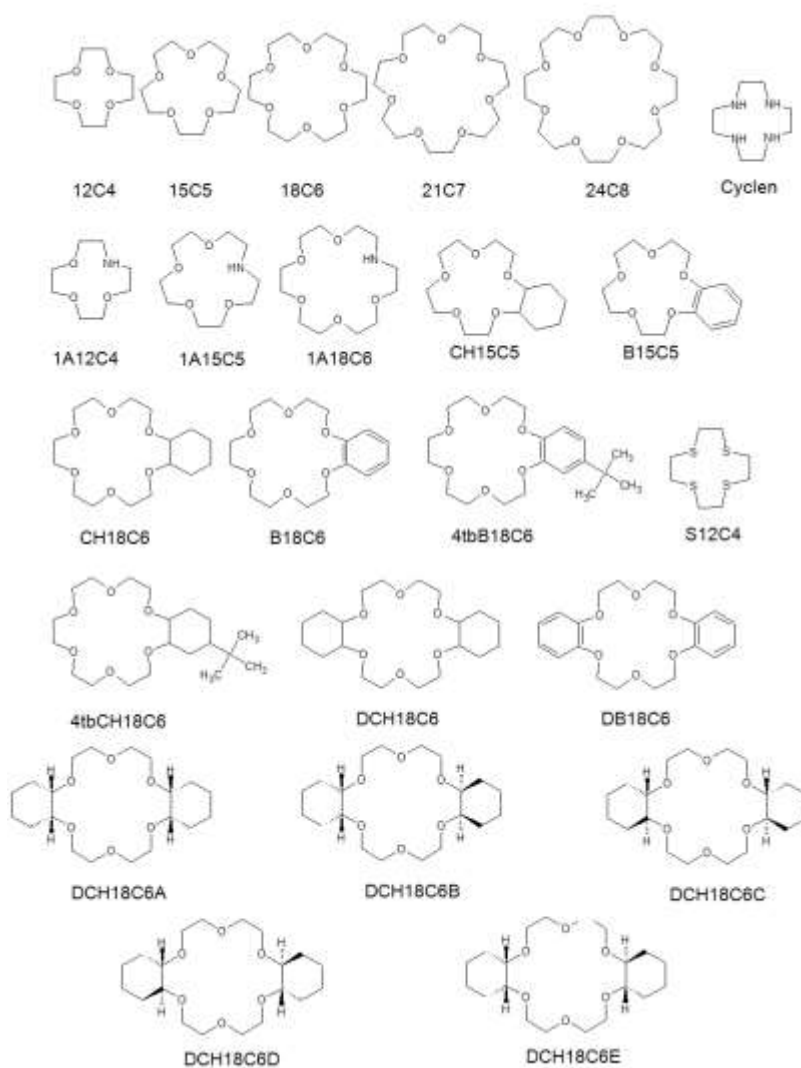 12C4 15C5 18C6 21C7 24C8 Cyclen
1A12C4 1A15C5 1A18C6 CH15C5 B15C5
CH18C6 B18C6 4tbB18C6 S12C4
4tbCH18C6 DCH18C6 DB18C6
DCH18C6A DCH18C6B DCH18C6C
DCH18C6D DCH18C6E